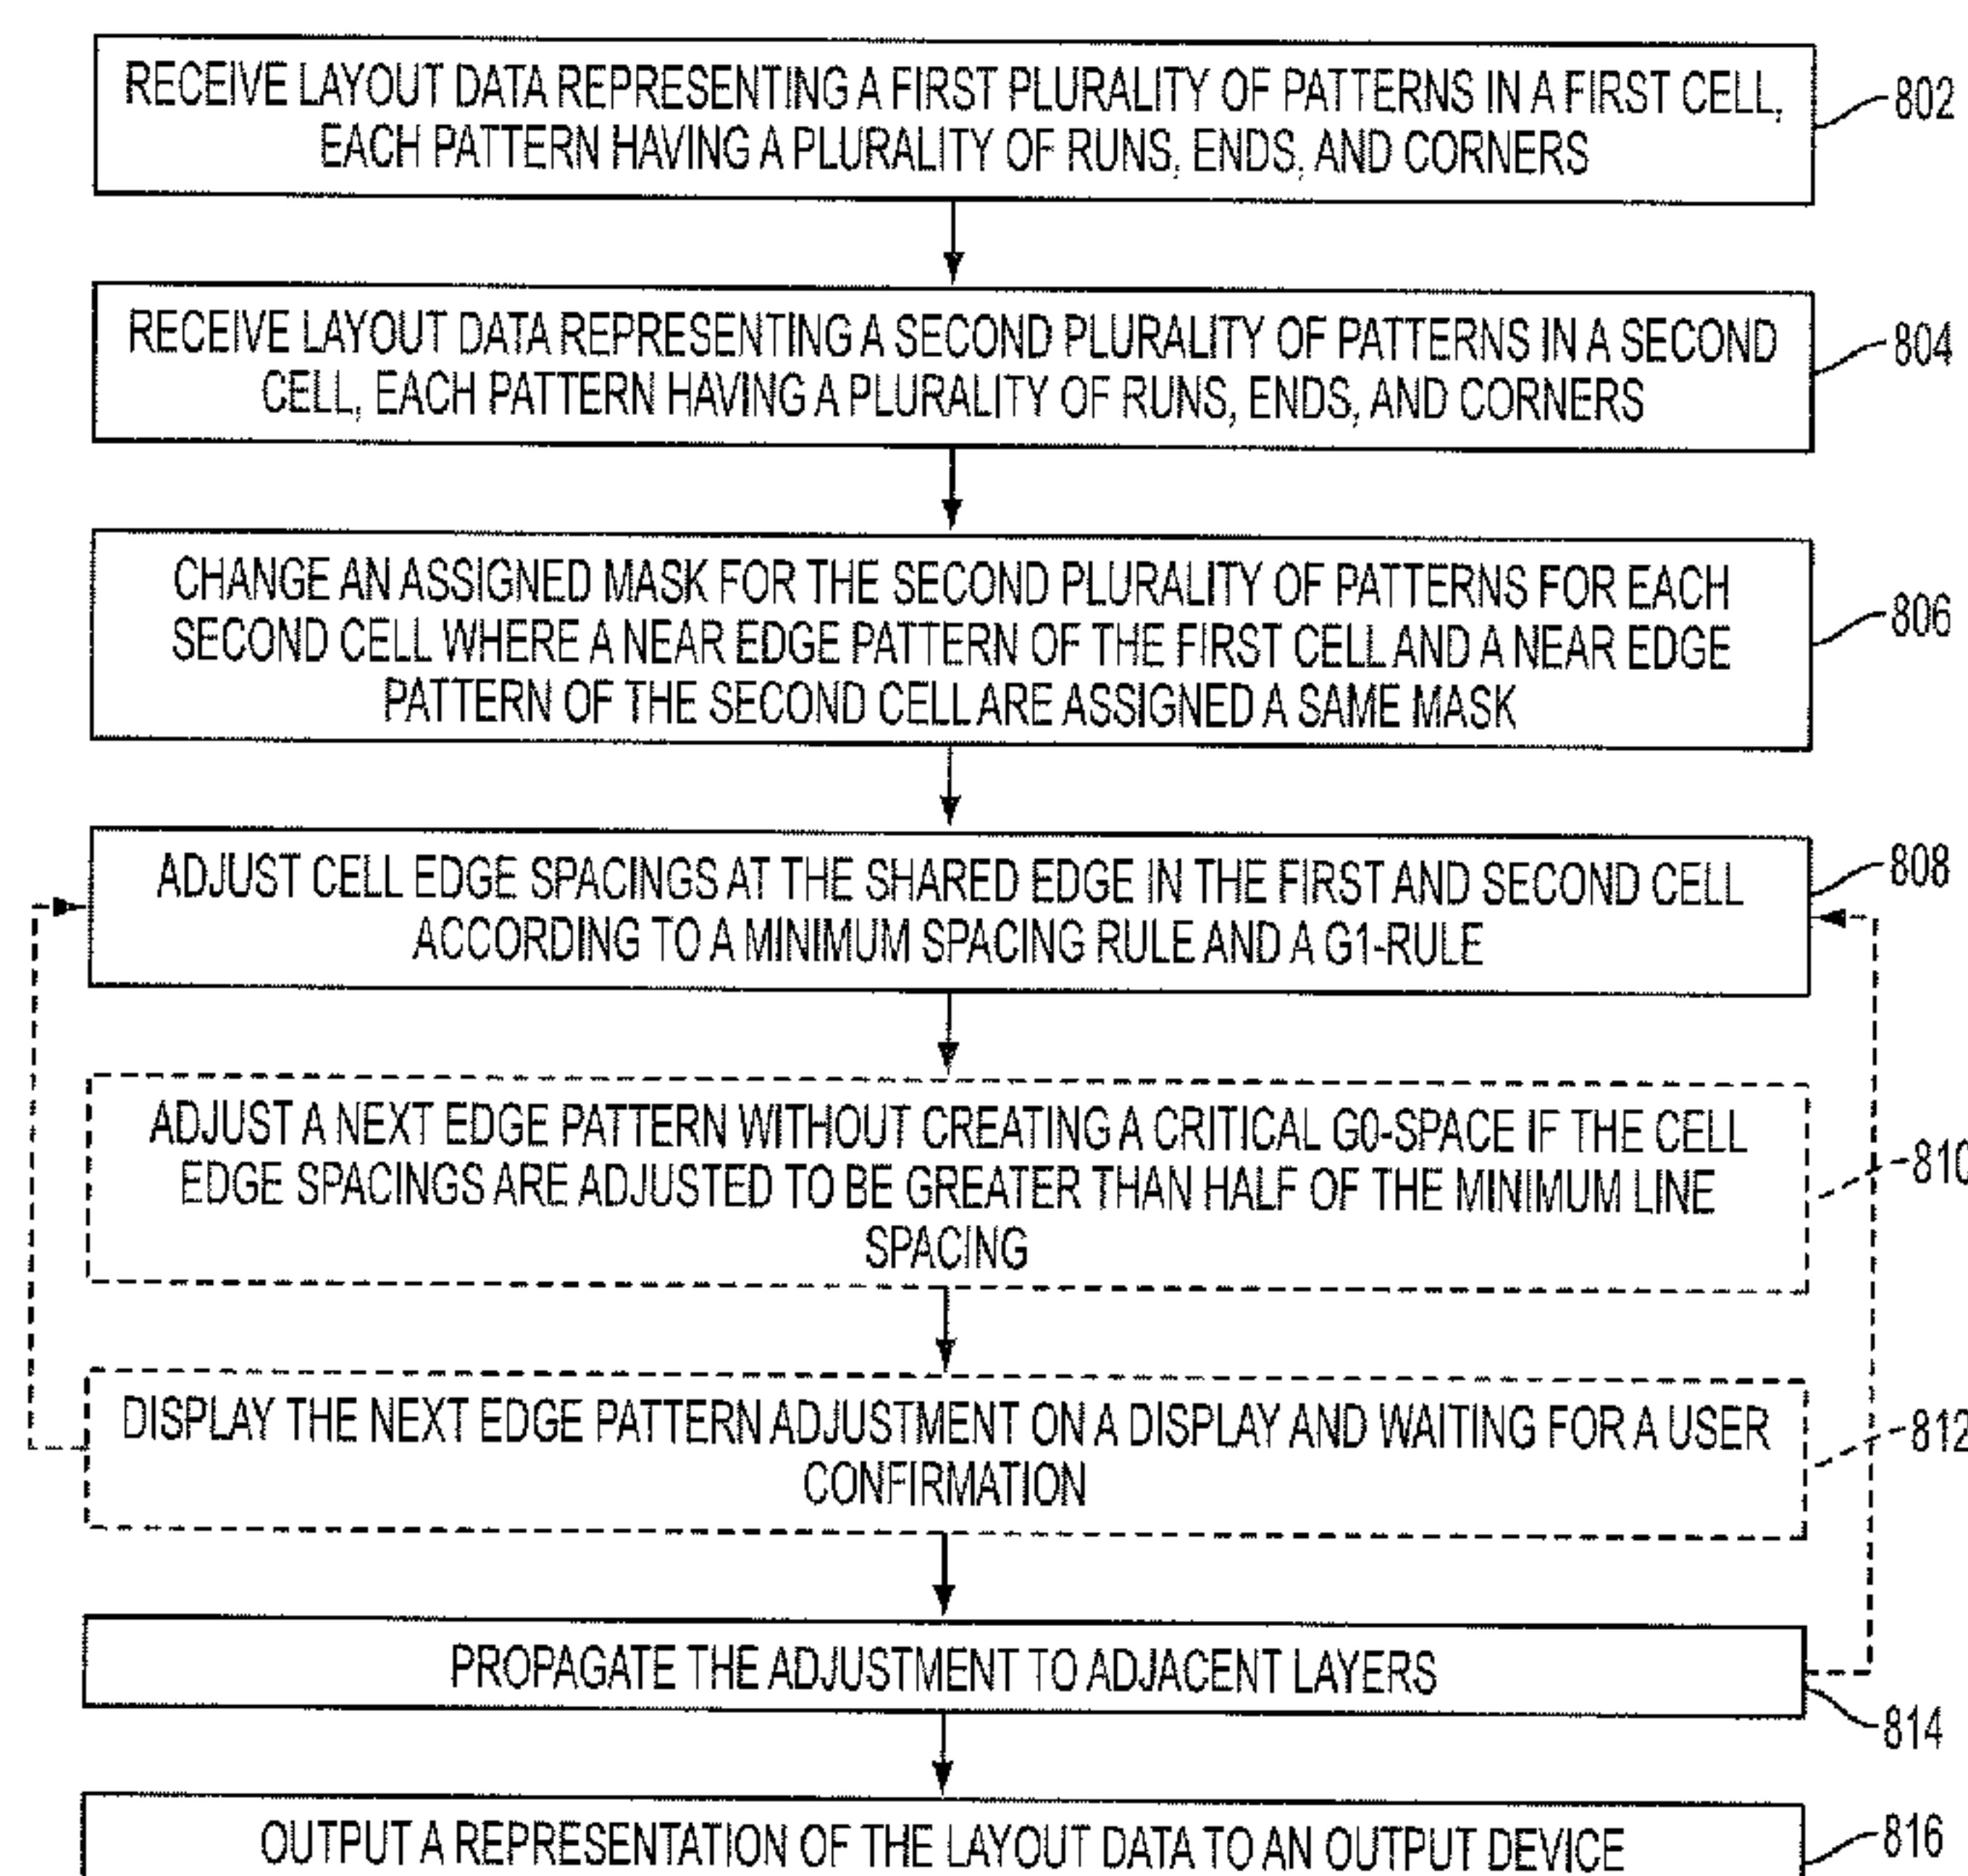 RECEIVE LAYOUT DATA REPRESENTING A FIRST PLURALITY OF PATTERNS IN A FIRST CELL,
EACH PATTERN HAVING A PLURALITY OF RUNS, ENDS, AND CORNERS
802
RECEIVE LAYOUT DATA REPRESENTING A SECOND PLURALITY OF PATTERNS IN A SECOND
CELL, EACH PATTERN HAVING A PLURALITY OF RUNS, ENDS, AND CORNERS
804
CHANGE AN ASSIGNED MASK FOR THE SECOND PLURALITY OF PATTERNS FOR EACH
SECOND CELL WHERE A NEAR EDGE PATTERN OF THE FIRST CELL AND A NEAR EDGE
PATTERN OF THE SECOND CELL ARE ASSIGNED A SAME MASK
806
ADJUST CELL EDGE SPACINGS AT THE SHARED EDGE IN THE FIRST AND SECOND CELL
ACCORDING TO A MINIMUM SPACING RULE AND A G1-RULE
808
ADJUST A NEXT EDGE PATTERN WITHOUT CREATING A CRITICAL G0-SPACE IF THE CELL
EDGE SPACINGS ARE ADJUSTED TO BE GREATER THAN HALF OF THE MINIMUM LINE
SPACING
810
DISPLAY THE NEXT EDGE PATTERN ADJUSTMENT ON A DISPLAY AND WAITING FOR A USER
CONFIRMATION
812
PROPAGATE THE ADJUSTMENT TO ADJACENT LAYERS
814
OUTPUT A REPRESENTATION OF THE LAYOUT DATA TO AN OUTPUT DEVICE
816